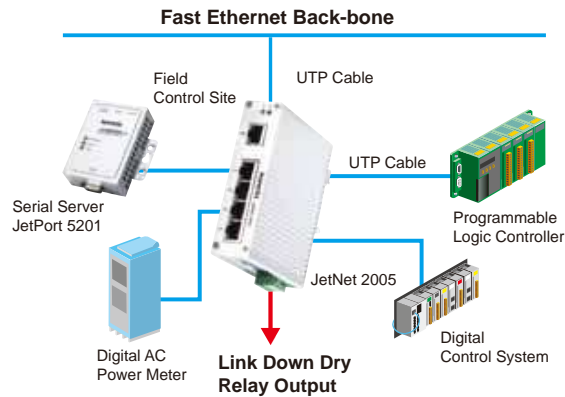 Fast Ethernet Back-bone
Field
Control Site
UTP Cable
UTP Cable
Serial Server
JetPort 5201
Programmable
Logic Controller
JetNet 2005
Digital AC
Power Meter
Link Down Dry
Relay Output
Digital
Control System